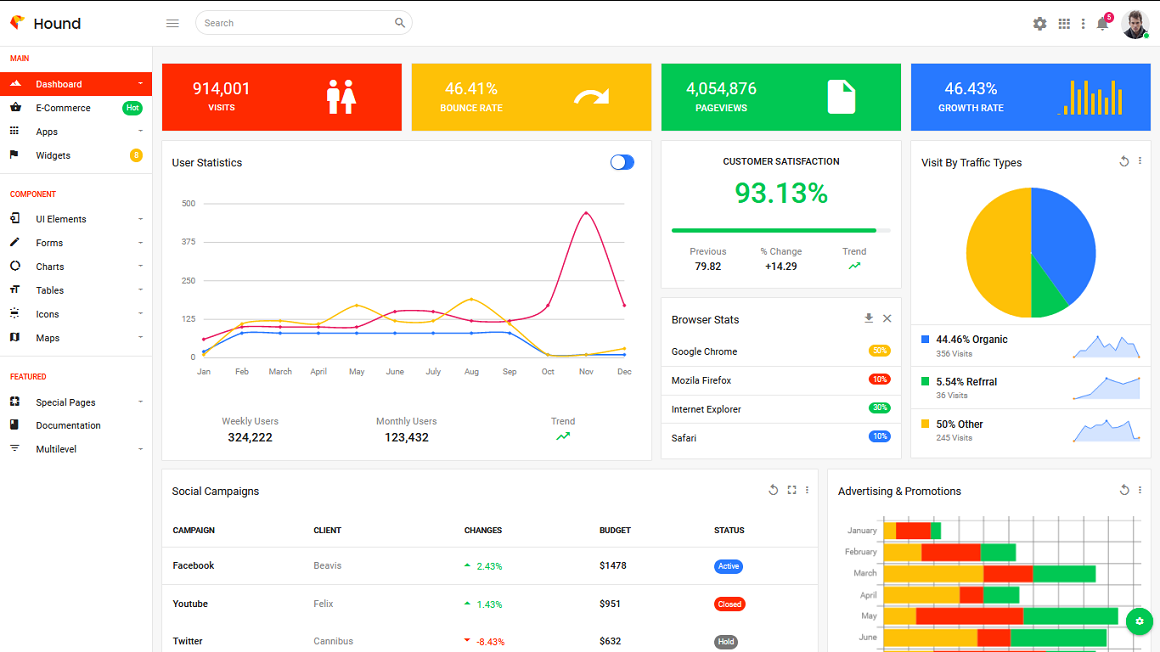 Hound
Search
5
MAIN
Dashboard
E-Commerce Hot
Apps
Widgets 8
COMPONENT
UI Elements
Forms
Charts
Tables
Icons
Maps
FEATURED
Special Pages
Documentation
Multilevel
914,001
VISITS
46.41%
BOUNCE RATE
4,054,876
PAGEVIEWS
46.43%
GROWTH RATE
User Statistics
500
375
250
125
0
Jan Feb March April May June July Aug Sep Oct Nov Dec
Weekly Users Monthly Users Trend
324,222 123,432
CUSTOMER SATISFACTION
93.13%
Previous % Change Trend
79.82 +14.29
Browser Stats
Google Chrome 50%
Mozila Firefox 10%
Internet Explorer 30%
Safari 10%
Visit By Traffic Types
44.46% Organic
356 Visits
5.54% Refrral
36 Visits
50% Other
245 Visits
Social Campaigns
CAMPAIGN CLIENT CHANGES BUDGET STATUS
Facebook Beavis 2.43% $1478 Active
Youtube Felix 1.43% $951 Closed
Twitter Cannibus -8.43% $632 Hold
Advertising & Promotions
January
February
March
April
May
June